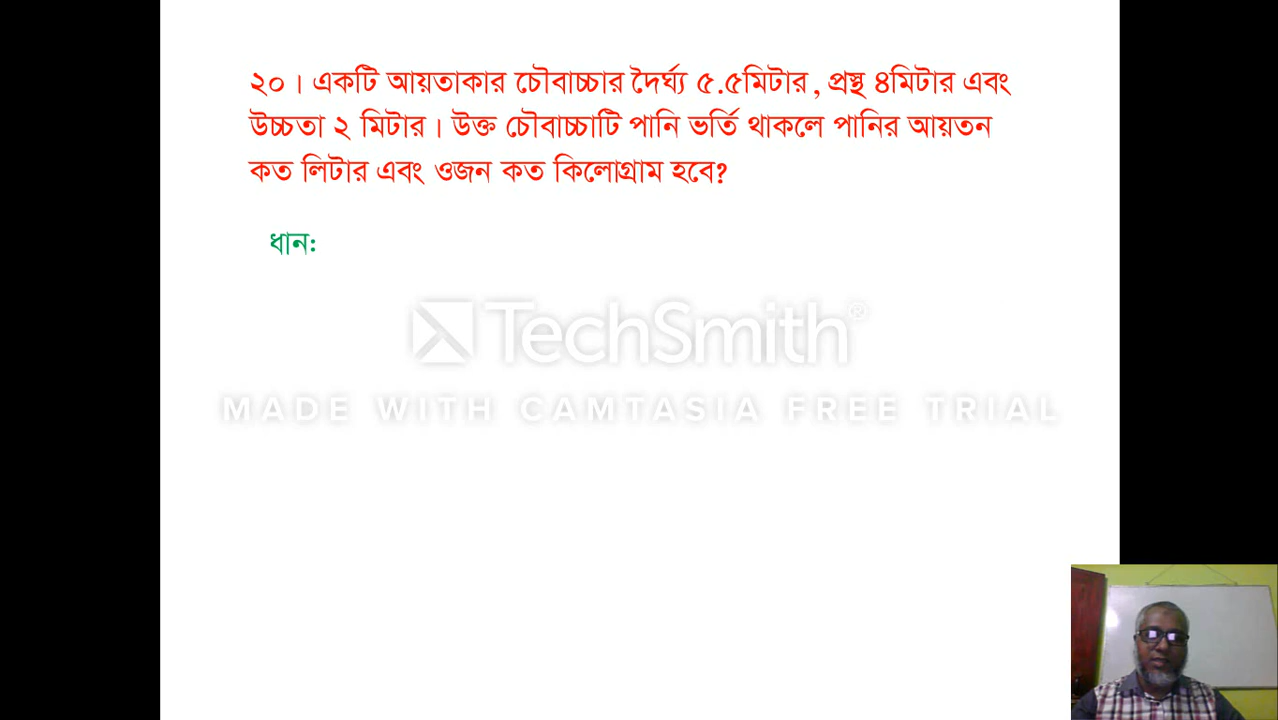 ২০। একটি আয়তাকার চৌবাচ্চার দৈর্ঘ্য ৫.৫মিটার, প্রস্থ ৪মিটার এবং
উচ্চতা ২ মিটার। উক্ত চৌবাচ্চাটি পানি ভর্তি থাকলে পানির আয়তন
কত লিটার এবং ওজন কত কিলোগ্রাম হবে?
ধান:
TechSmith®
MADE WITH CAMTASIA FREE TRIAL